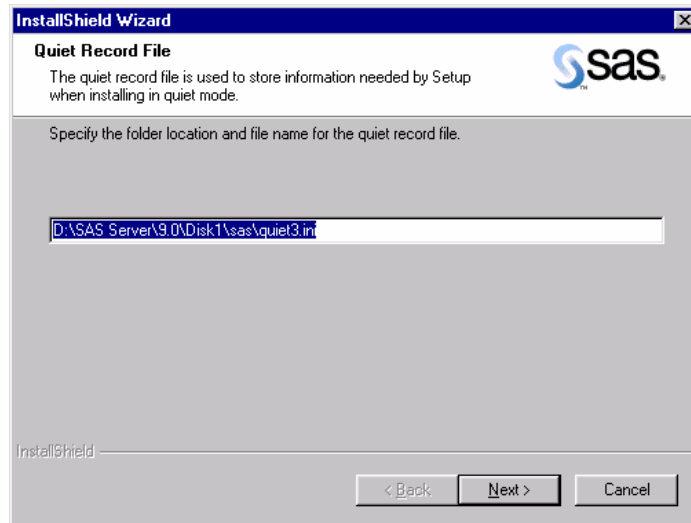 InstallShield Wizard
Quiet Record File
The quiet record file is used to store information needed by Setup
when installing in quiet mode.
sas.
TM
Specify the folder location and file name for the quiet record file.
D:\SAS Server\9.0\Disk1\sas\quiet3.ini
InstallShield
< Back
Next >
Cancel